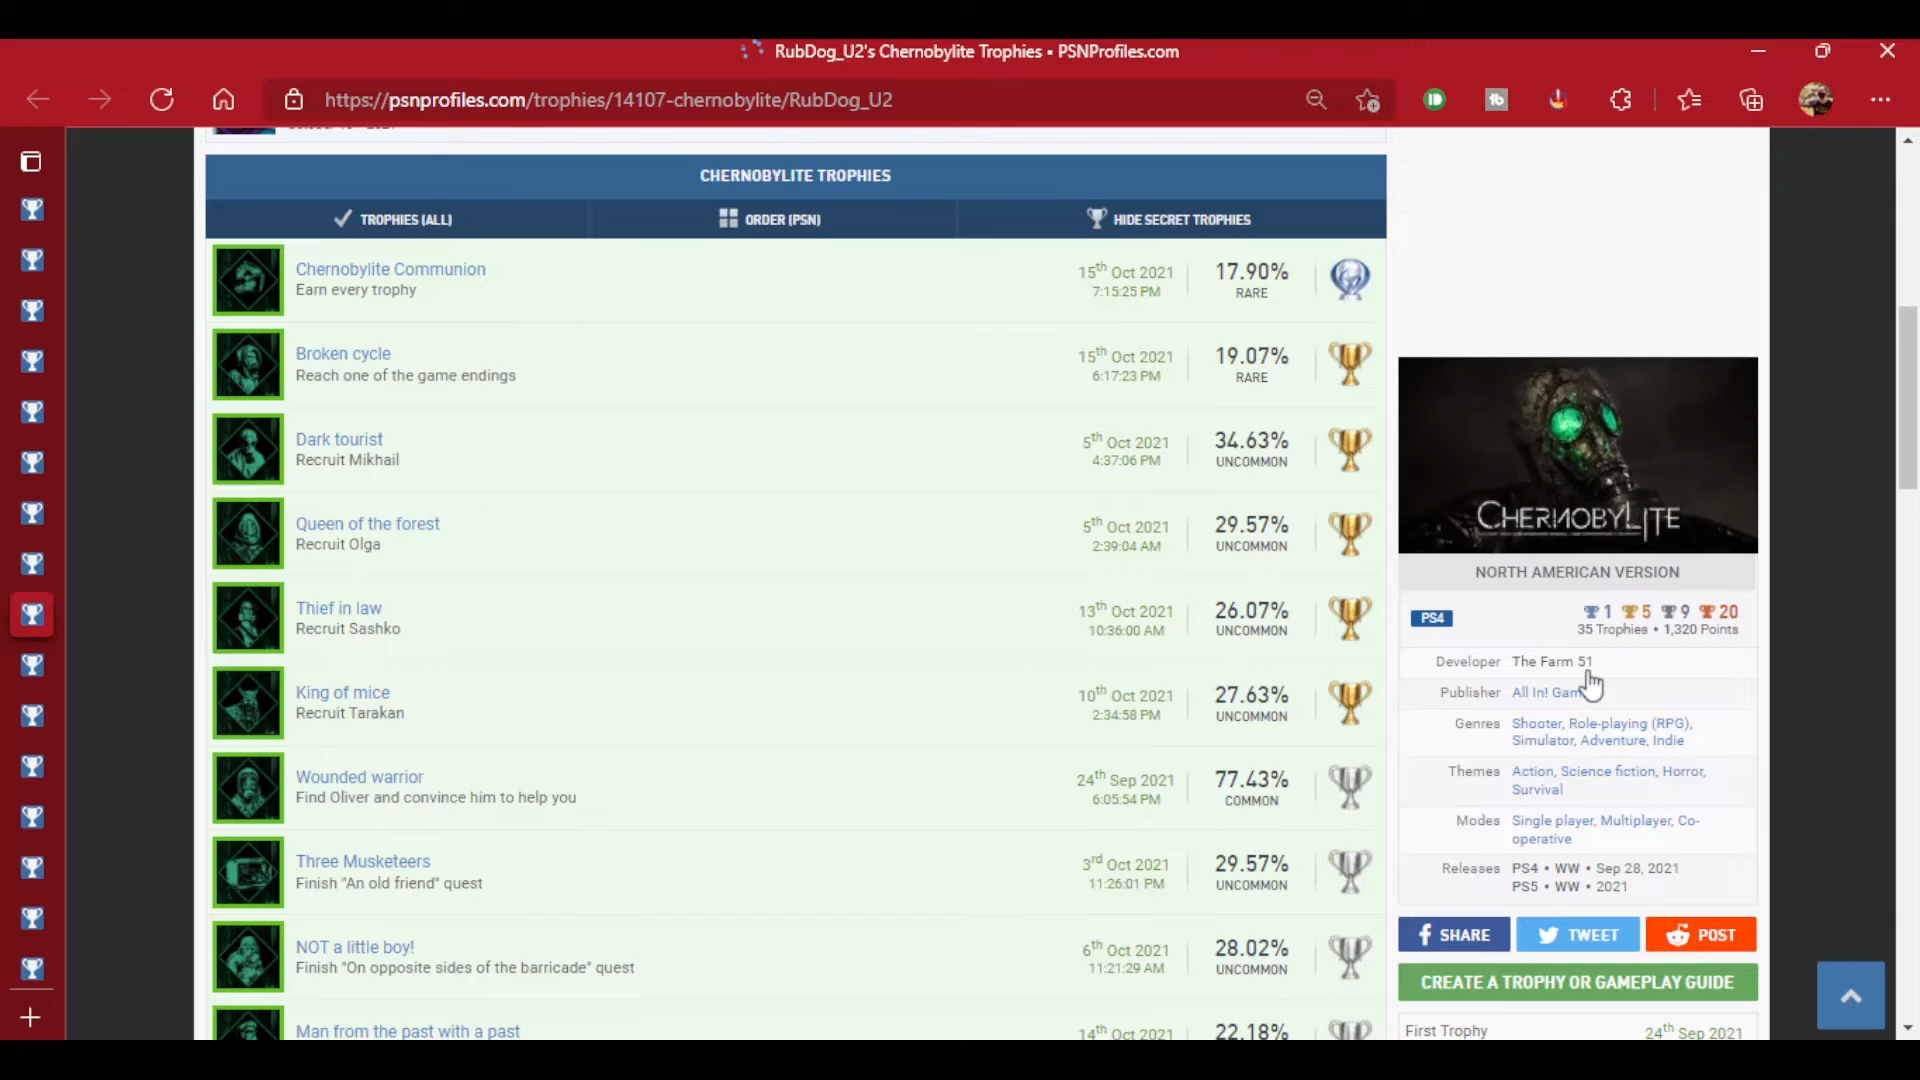 RubDog_U2's Chernobylite Trophies • PSNProfiles.com
https://psnprofiles.com/trophies/14107-chernobylite/RubDog_U2
CHERNOBYLITE TROPHIES
TROPHIES (ALL)
ORDER (PSN)
HIDE SECRET TROPHIES
Chernobylite Communion
Earn every trophy
15th Oct 2021
7:15:25 PM
17.90%
RARE
Broken cycle
Reach one of the game endings
15th Oct 2021
6:17:23 PM
19.07%
RARE
Dark tourist
Recruit Mikhail
5th Oct 2021
4:37:06 PM
34.63%
UNCOMMON
Queen of the forest
Recruit Olga
5th Oct 2021
2:39:04 AM
29.57%
UNCOMMON
Thief in law
Recruit Sashko
13th Oct 2021
10:36:00 AM
26.07%
UNCOMMON
King of mice
Recruit Tarakan
10th Oct 2021
2:34:58 PM
27.63%
UNCOMMON
Wounded warrior
Find Oliver and convince him to help you
24th Sep 2021
6:05:54 PM
77.43%
COMMON
Three Musketeers
Finish "An old friend" quest
3rd Oct 2021
11:26:01 PM
29.57%
UNCOMMON
NOT a little boy!
Finish "On opposite sides of the barricade" quest
6th Oct 2021
11:21:29 AM
28.02%
UNCOMMON
Man from the past with a past
14th Oct 2021
22.18%
CHERNOBYLITE
NORTH AMERICAN VERSION
PS4
1 5 9 20
35 Trophies • 1,320 Points
Developer The Farm 51
Publisher All In! Gam
Genres Shooter, Role-playing (RPG),
Simulator, Adventure, Indie
Themes Action, Science fiction, Horror,
Survival
Modes Single player, Multiplayer, Co-
operative
Releases PS4 • WW • Sep 28, 2021
PS5 • WW • 2021
SHARE
TWEET
POST
CREATE A TROPHY OR GAMEPLAY GUIDE
First Trophy 24th Sep 2021